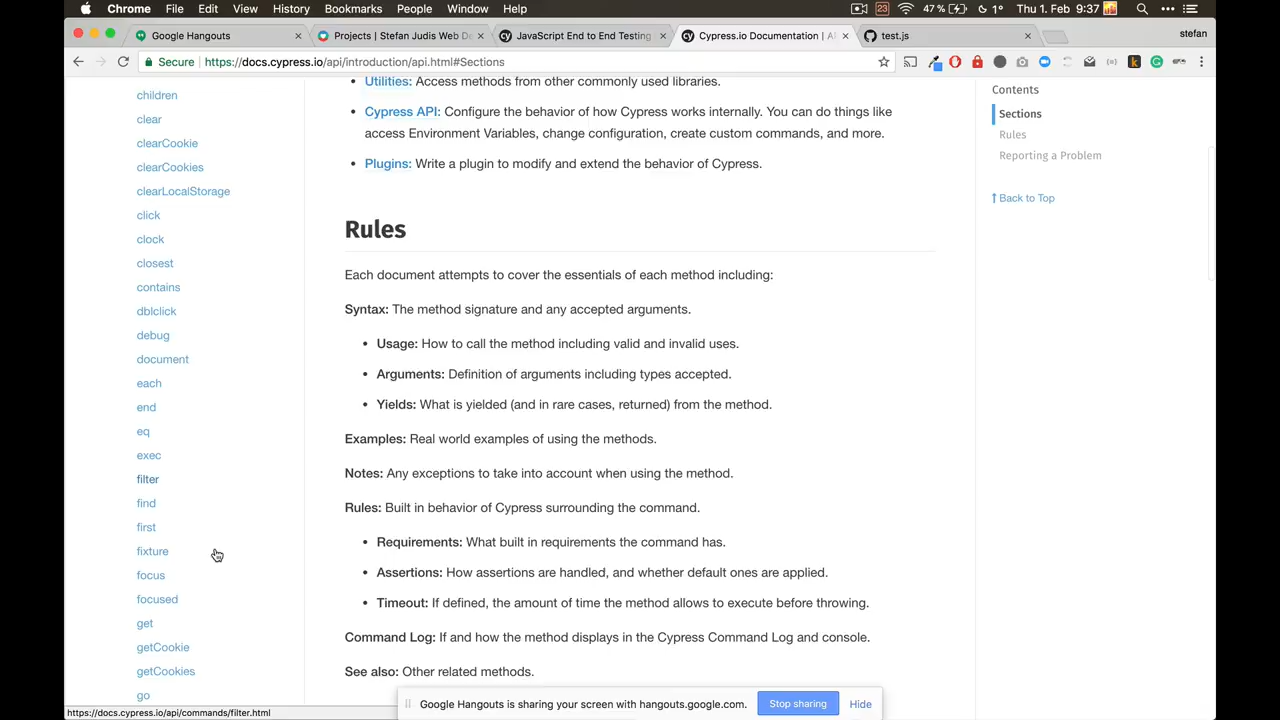 Chrome File Edit View History Bookmarks People Window Help 23 47% 1° Thu 1. Feb 9:37
Google Hangouts
Projects | Stefan Judis Web De
JavaScript End to End Testing
Cypress.io Documentation | A
test.js
stefan
Secure https://docs.cypress.io/api/introduction/api.html#Sections
children
clear
clearCookie
clearCookies
clearLocalStorage
click
clock
closest
contains
dblclick
debug
document
each
end
eq
exec
filter
find
first
fixture
focus
focused
get
getCookie
getCookies
go
• Utilities: Access methods from other commonly used libraries.
• Cypress API: Configure the behavior of how Cypress works internally. You can do things like
access Environment Variables, change configuration, create custom commands, and more.
• Plugins: Write a plugin to modify and extend the behavior of Cypress.
Rules
Each document attempts to cover the essentials of each method including:
Syntax: The method signature and any accepted arguments.
• Usage: How to call the method including valid and invalid uses.
• Arguments: Definition of arguments including types accepted.
• Yields: What is yielded (and in rare cases, returned) from the method.
Examples: Real world examples of using the methods.
Notes: Any exceptions to take into account when using the method.
Rules: Built in behavior of Cypress surrounding the command.
• Requirements: What built in requirements the command has.
• Assertions: How assertions are handled, and whether default ones are applied.
• Timeout: If defined, the amount of time the method allows to execute before throwing.
Command Log: If and how the method displays in the Cypress Command Log and console.
See also: Other related methods.
Contents
Sections
Rules
Reporting a Problem
Back to Top
Google Hangouts is sharing your screen with hangouts.google.com. Stop sharing Hide
https://docs.cypress.io/api/commands/filter.html